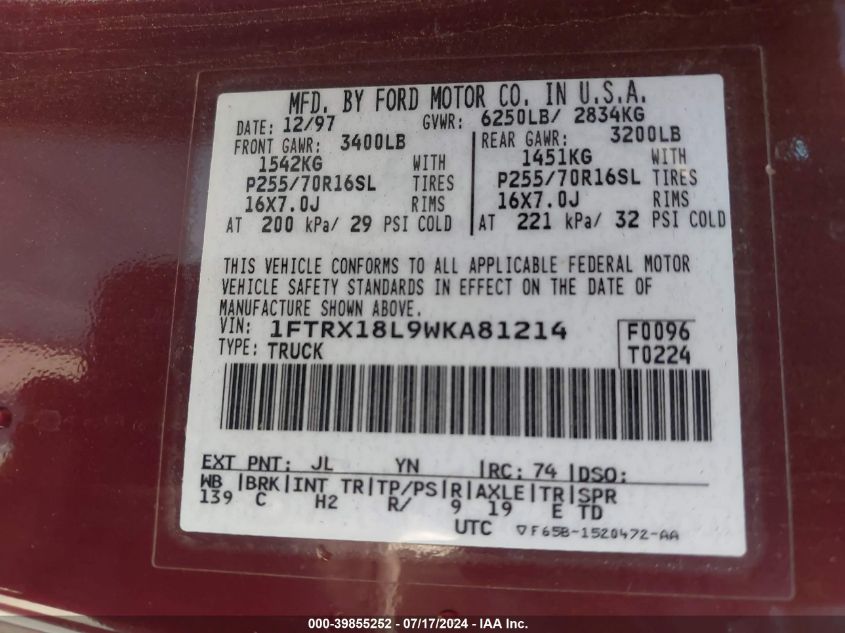 MFD. BY FORD MOTOR CO. IN U.S.A.
DATE: 12/97 GVWR: 6250LB/ 2834KG
FRONT GAWR: 3400LB REAR GAWR: 3200LB
1542KG WITH 1451KG WITH
P255/70R16SL TIRES P255/70R16SL TIRES
16X7.0J RIMS 16X7.0J RIMS
AT 200 kPa/ 29 PSI COLD AT 221 kPa/ 32 PSI COLD
THIS VEHICLE CONFORMS TO ALL APPLICABLE FEDERAL MOTOR
VEHICLE SAFETY STANDARDS IN EFFECT ON THE DATE OF
MANUFACTURE SHOWN ABOVE.
VIN: 1FTRX18L9WKA81214 F0096
TYPE: TRUCK T0224
EXT PNT: JL YN |RC: 74 |DSO:
WB |BRK|INT TR|TP/PS|R|AXLE|TR|SPR
139 C H2 R/ 9 19 E TD
UTC ▽F65B-1520472-AA
000-39855252 - 07/17/2024 - IAAI Inc.